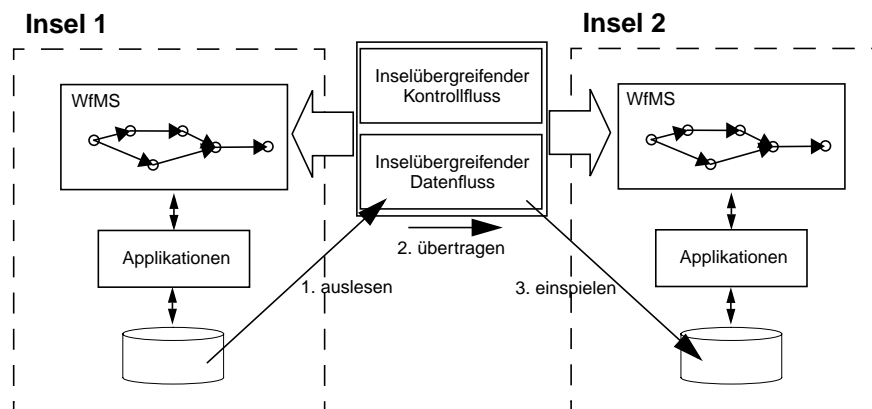 Insel 1
Insel 2
Inselübergreifender
Kontrollfluss
WfMS
WfMS
Inselübergreifender
Datenfluss
2. übertragen
Applikationen
Applikationen
1. auslesen
3. einspielen